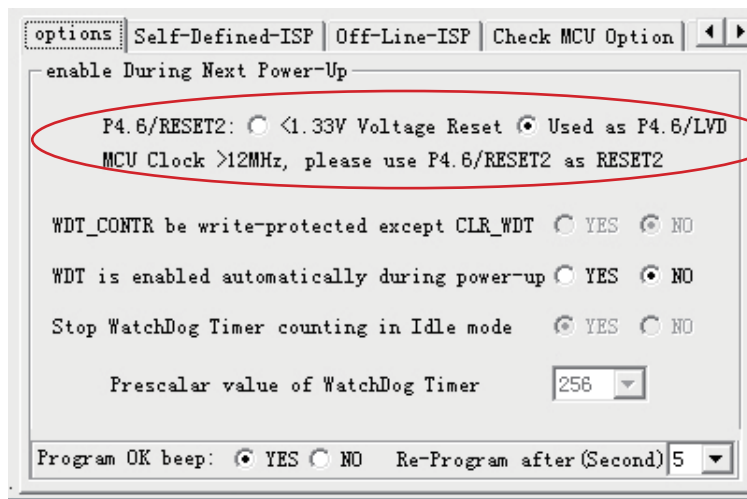 options Self-Defined-ISP Off-Line-ISP Check MCU Option
enable During Next Power-Up
P4.6/RESET2: <1.33V Voltage Reset Used as P4.6/LVD
MCU Clock >12MHz, please use P4.6/RESET2 as RESET2
WDT_CONTR be write-protected except CLR_WDT YES NO
WDT is enabled automatically during power-up YES NO
Stop WatchDog Timer counting in Idle mode YES NO
Prescalar value of WatchDog Timer 256
Program OK beep: YES NO Re-Program after(Second) 5